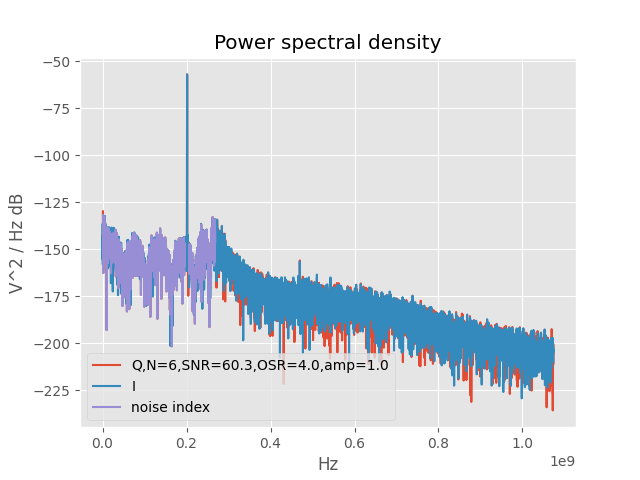 Power spectral density
V^2 / Hz dB
−50
−75
−100
−125
−150
−175
−200
−225
Q,N=6,SNR=60.3,OSR=4.0,amp=1.0
I
noise index
0.0 0.2 0.4 0.6 0.8 1.0
1e9
Hz